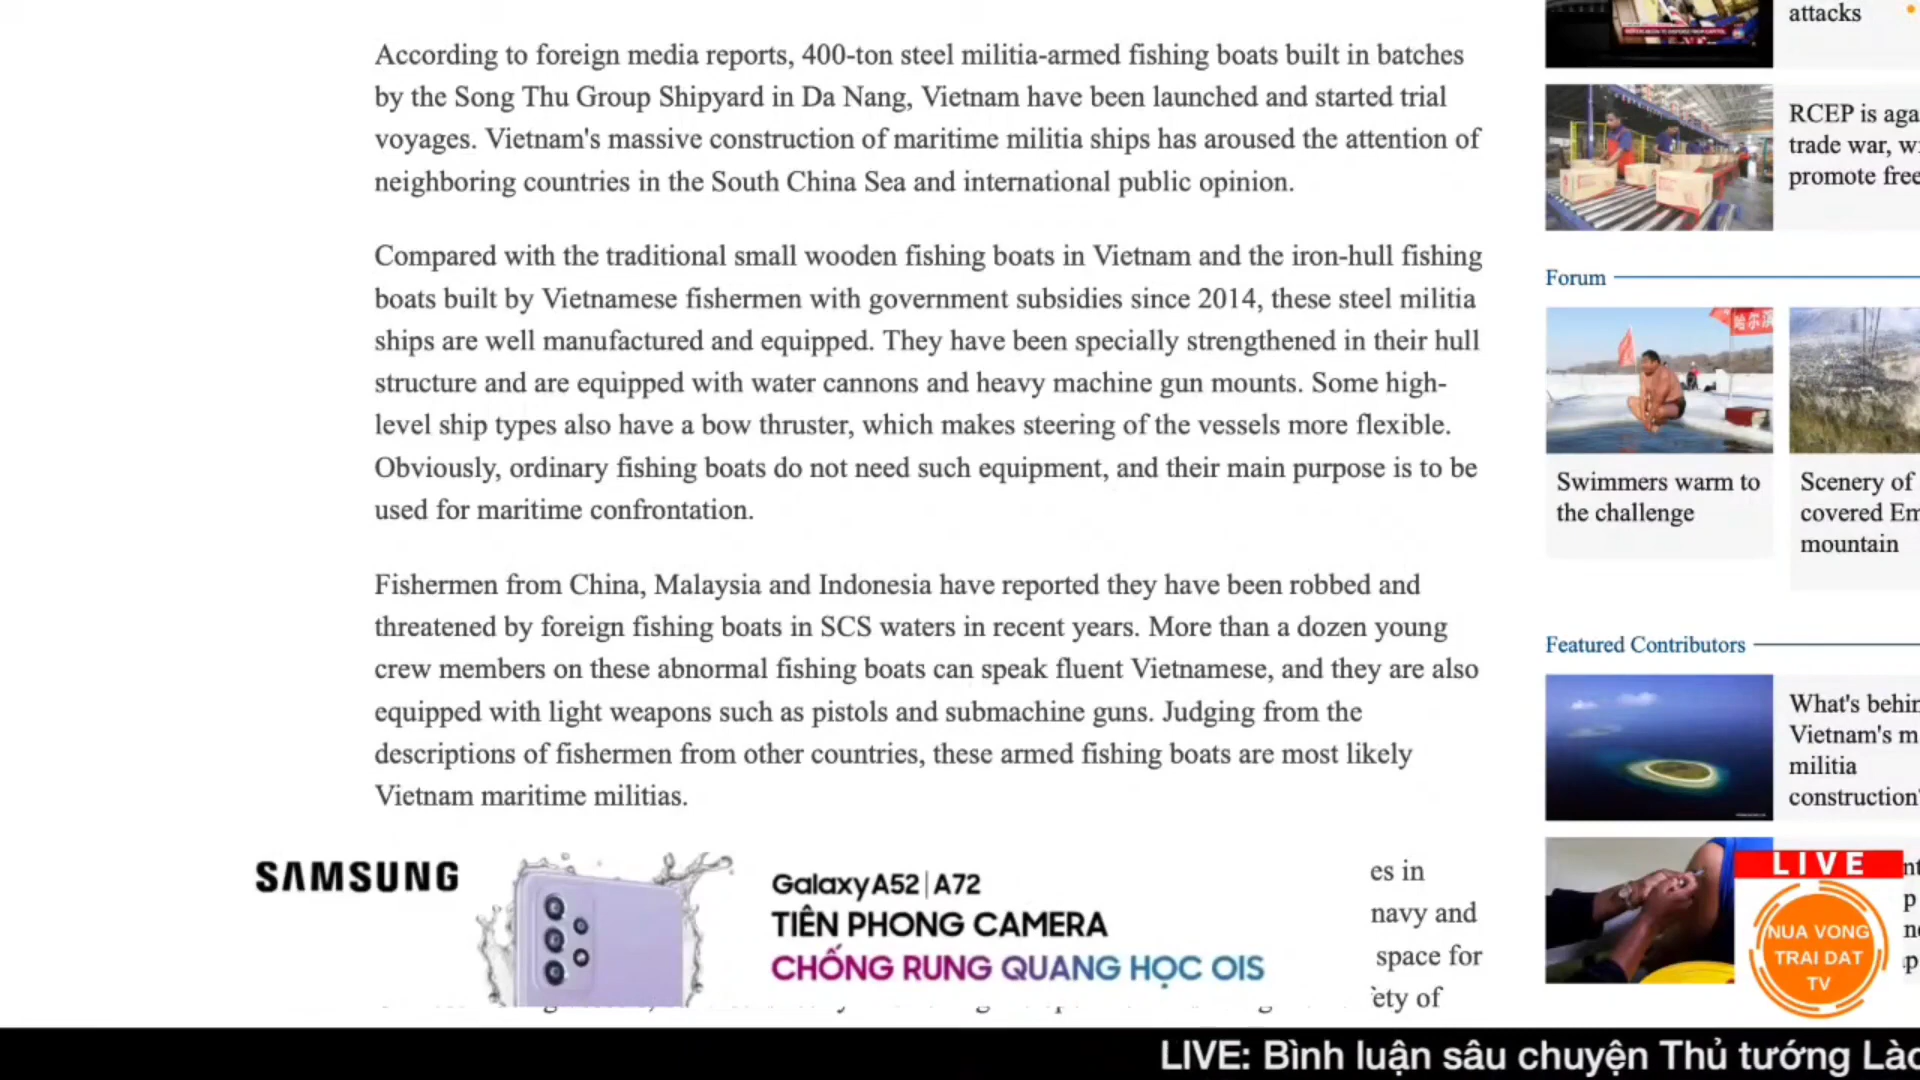 According to foreign media reports, 400-ton steel militia-armed fishing boats built in batches
by the Song Thu Group Shipyard in Da Nang, Vietnam have been launched and started trial
voyages. Vietnam's massive construction of maritime militia ships has aroused the attention of
neighboring countries in the South China Sea and international public opinion.
Compared with the traditional small wooden fishing boats in Vietnam and the iron-hull fishing
boats built by Vietnamese fishermen with government subsidies since 2014, these steel militia
ships are well manufactured and equipped. They have been specially strengthened in their hull
structure and are equipped with water cannons and heavy machine gun mounts. Some high-
level ship types also have a bow thruster, which makes steering of the vessels more flexible.
Obviously, ordinary fishing boats do not need such equipment, and their main purpose is to be
used for maritime confrontation.
Fishermen from China, Malaysia and Indonesia have reported they have been robbed and
threatened by foreign fishing boats in SCS waters in recent years. More than a dozen young
crew members on these abnormal fishing boats can speak fluent Vietnamese, and they are also
equipped with light weapons such as pistols and submachine guns. Judging from the
descriptions of fishermen from other countries, these armed fishing boats are most likely
Vietnam maritime militias.
es in
navy and
space for
ety of
SAMSUNG
Galaxy A52 | A72
TIÊN PHONG CAMERA
CHỐNG RUNG QUANG HỌC OIS
attacks
RCEP is aga
trade war, w
promote free
Forum
哈尔滨
Swimmers warm to
the challenge
Scenery of
covered Em
mountain
Featured Contributors
What's behin
Vietnam's m
militia
construction
LIVE
NUA VONG
TRAI DAT
TV
LIVE: Bình luận sâu chuyện Thủ tướng Lào